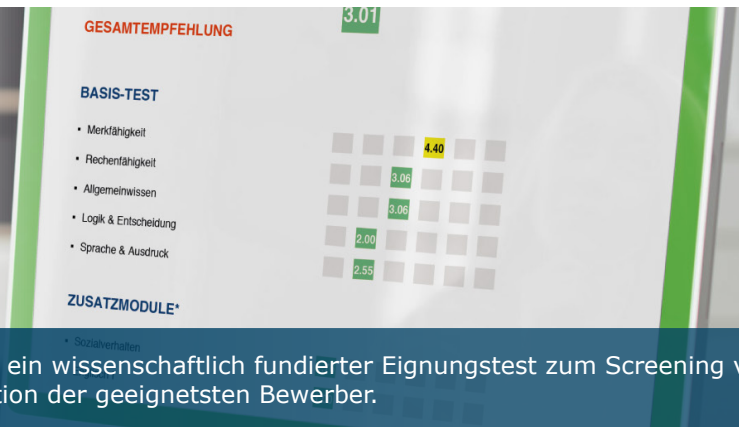 GESAMTEMPFEHLUNG 3.01
BASIS-TEST
• Merkfähigkeit 4.40
• Rechenfähigkeit 3.06
• Allgemeinwissen 3.06
• Logik & Entscheidung 2.00
• Sprache & Ausdruck 2.55
ZUSATZMODULE*
• Sozialverhalten
ein wissenschaftlich fundierter Eignungstest zum Screening v
tion der geeignetsten Bewerber.